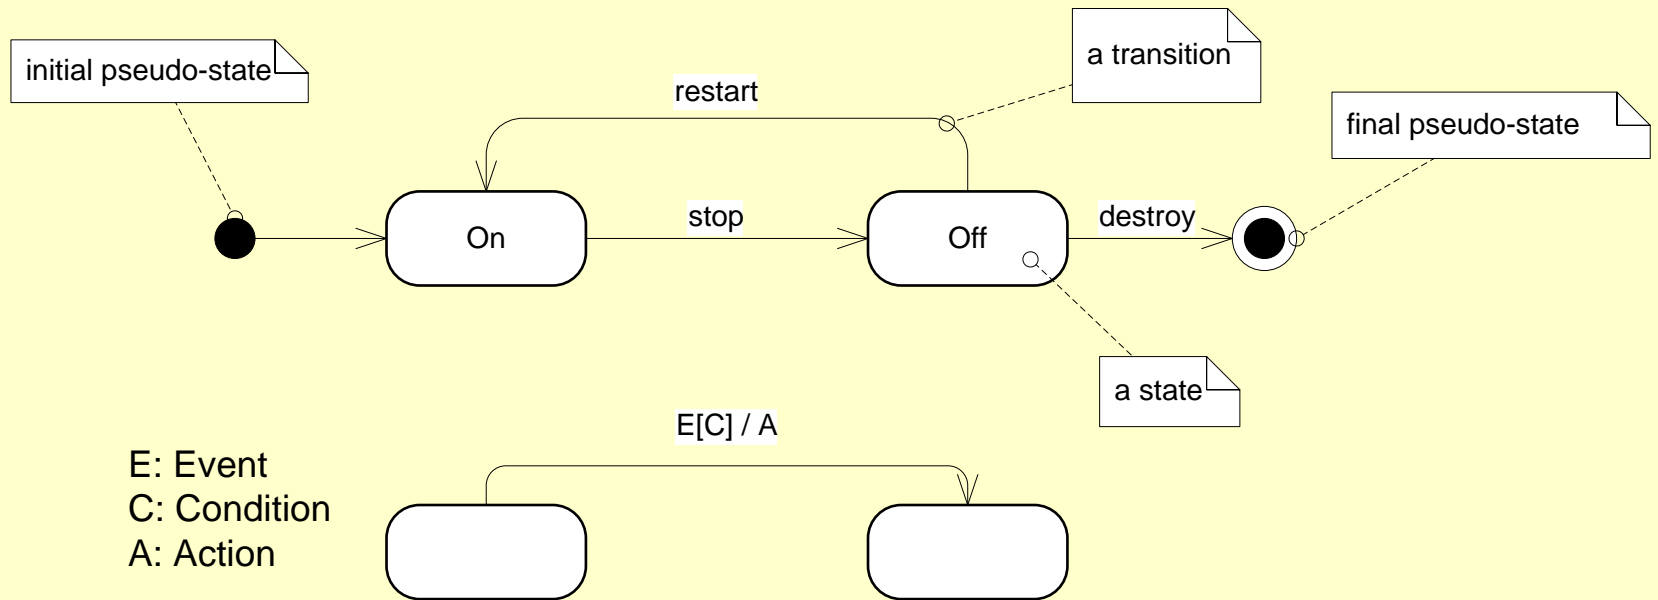 a transition
initial pseudo-state
restart
final pseudo-state
stop
destroy
On
Off
a state
E[C] / A
E: Event
C: Condition
A: Action